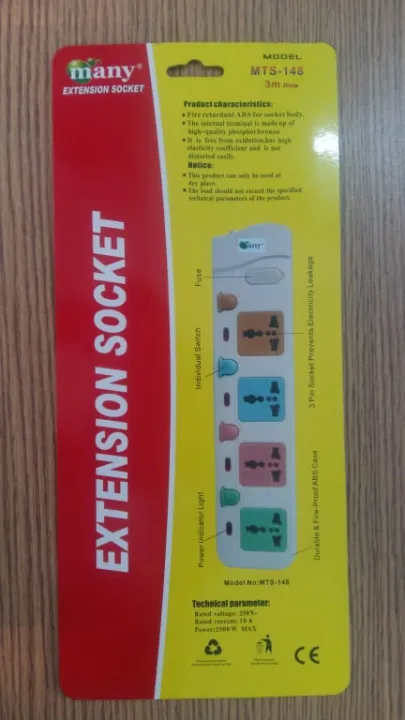 many®
EXTENSION SOCKET
MODEL
MTS-148
3m
Product characteristics:
Fire retardant ABS for socket body.
The internal terminal is made up of
high-quality phosphor bronze
It is free from oxidation,has high
elasticity coefficient and is not
distorted easily.
Notice:
This product can only be used at
dry place.
The load should not exceed the specified
technical parameters of the product.
EXTENSION SOCKET
many®
Fuse
Individual Switch
Power Indicator Light
3 Pin Socket Prevents Electricity Leakage
Durable & Fire-Proof ABS Case
Model No:MTS-148
Technical parameter:
Rated voltage: 250V~
Rated current: 10 A
Power:2500 W MAX
CE